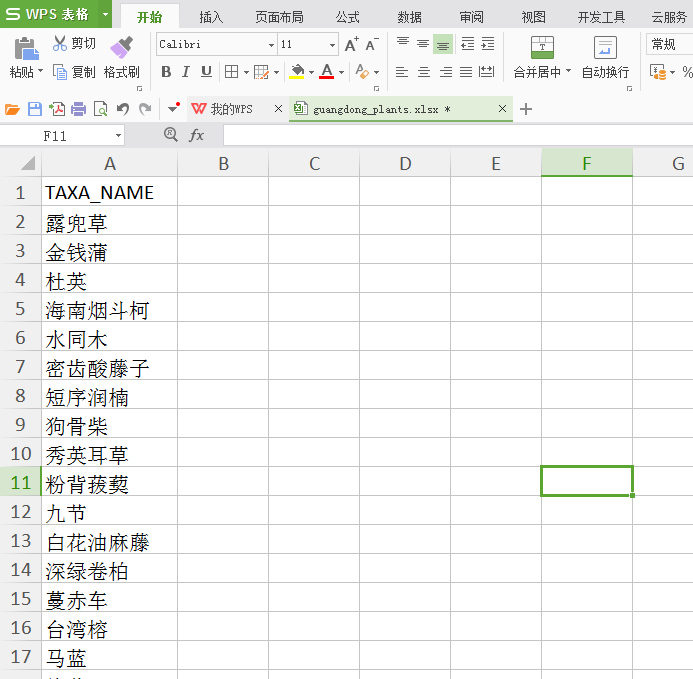 WPS 表格 开始 插入 页面布局 公式 数据 审阅 视图 开发工具 云服务
剪切 Calibri 11 A+ A- 常规
粘贴 复制 格式刷 B I U A 合并居中 自动换行 %
我的WPS guangdong_plants.xlsx *
F11 fx
A B C D E F G
1 TAXA_NAME
2 露兜草
3 金钱蒲
4 杜英
5 海南烟斗柯
6 水同木
7 密齿酸藤子
8 短序润楠
9 狗骨柴
10 秀英耳草
11 粉背菝葜
12 九节
13 白花油麻藤
14 深绿卷柏
15 蔓赤车
16 台湾榕
17 马蓝